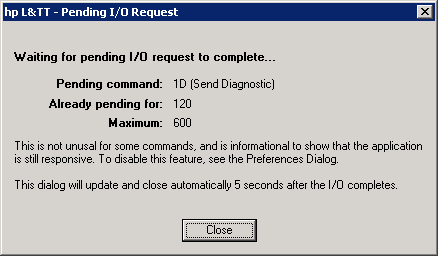 hp L&TT - Pending I/O Request
Waiting for pending I/O request to complete...
Pending command: 1D (Send Diagnostic)
Already pending for: 120
Maximum: 600
This is not unusual for some commands, and is informational to show that the application
is still responsive. To disable this feature, see the Preferences Dialog.
This dialog will update and close automatically 5 seconds after the I/O completes.
Close